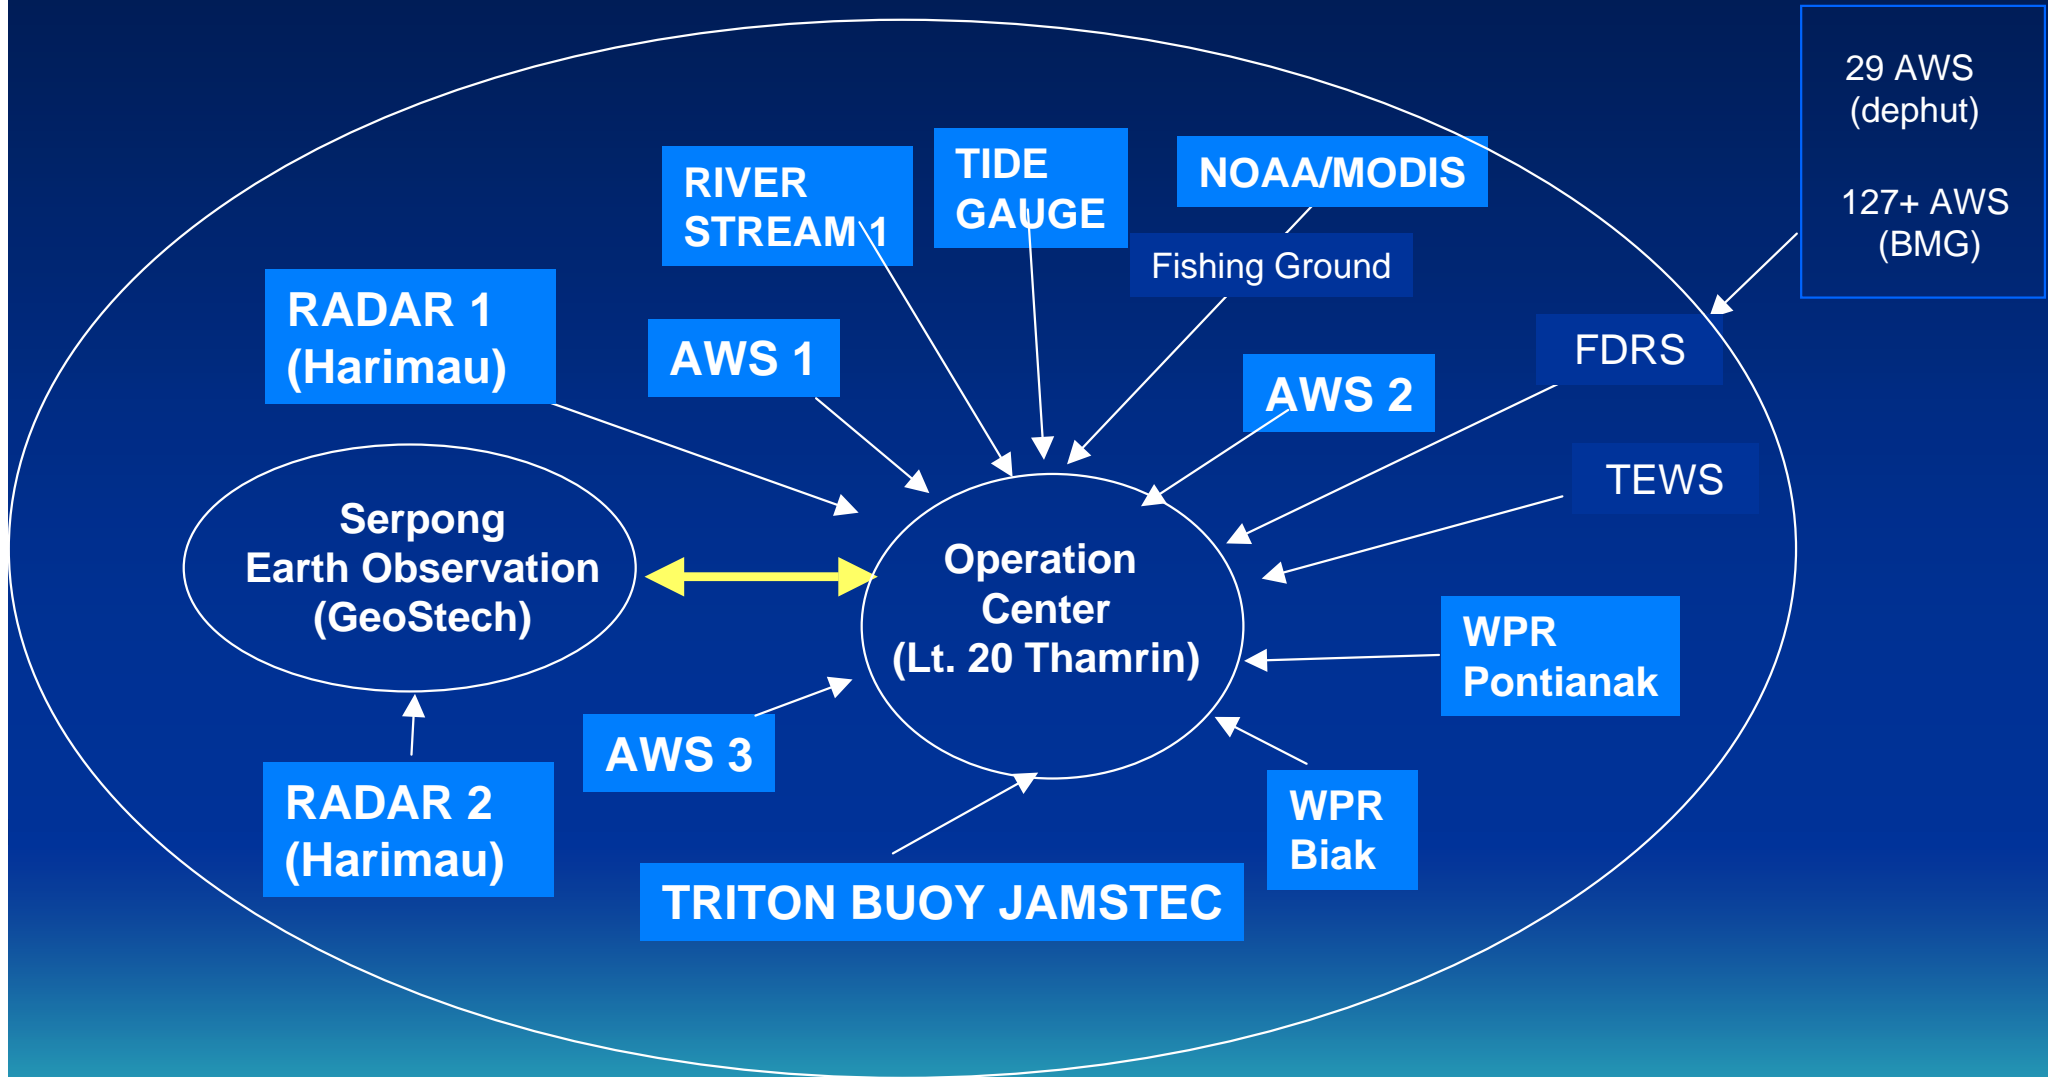 29 AWS
(dephut)
127+ AWS
(BMG)
RIVER
STREAM 1
TIDE
GAUGE
NOAA/MODIS
Fishing Ground
RADAR 1
(Harimau)
AWS 1
AWS 2
FDRS
TEWS
Serpong
Earth Observation
(GeoStech)
Operation
Center
(Lt. 20 Thamrin)
WPR
Pontianak
AWS 3
RADAR 2
(Harimau)
WPR
Biak
TRITON BUOY JAMSTEC